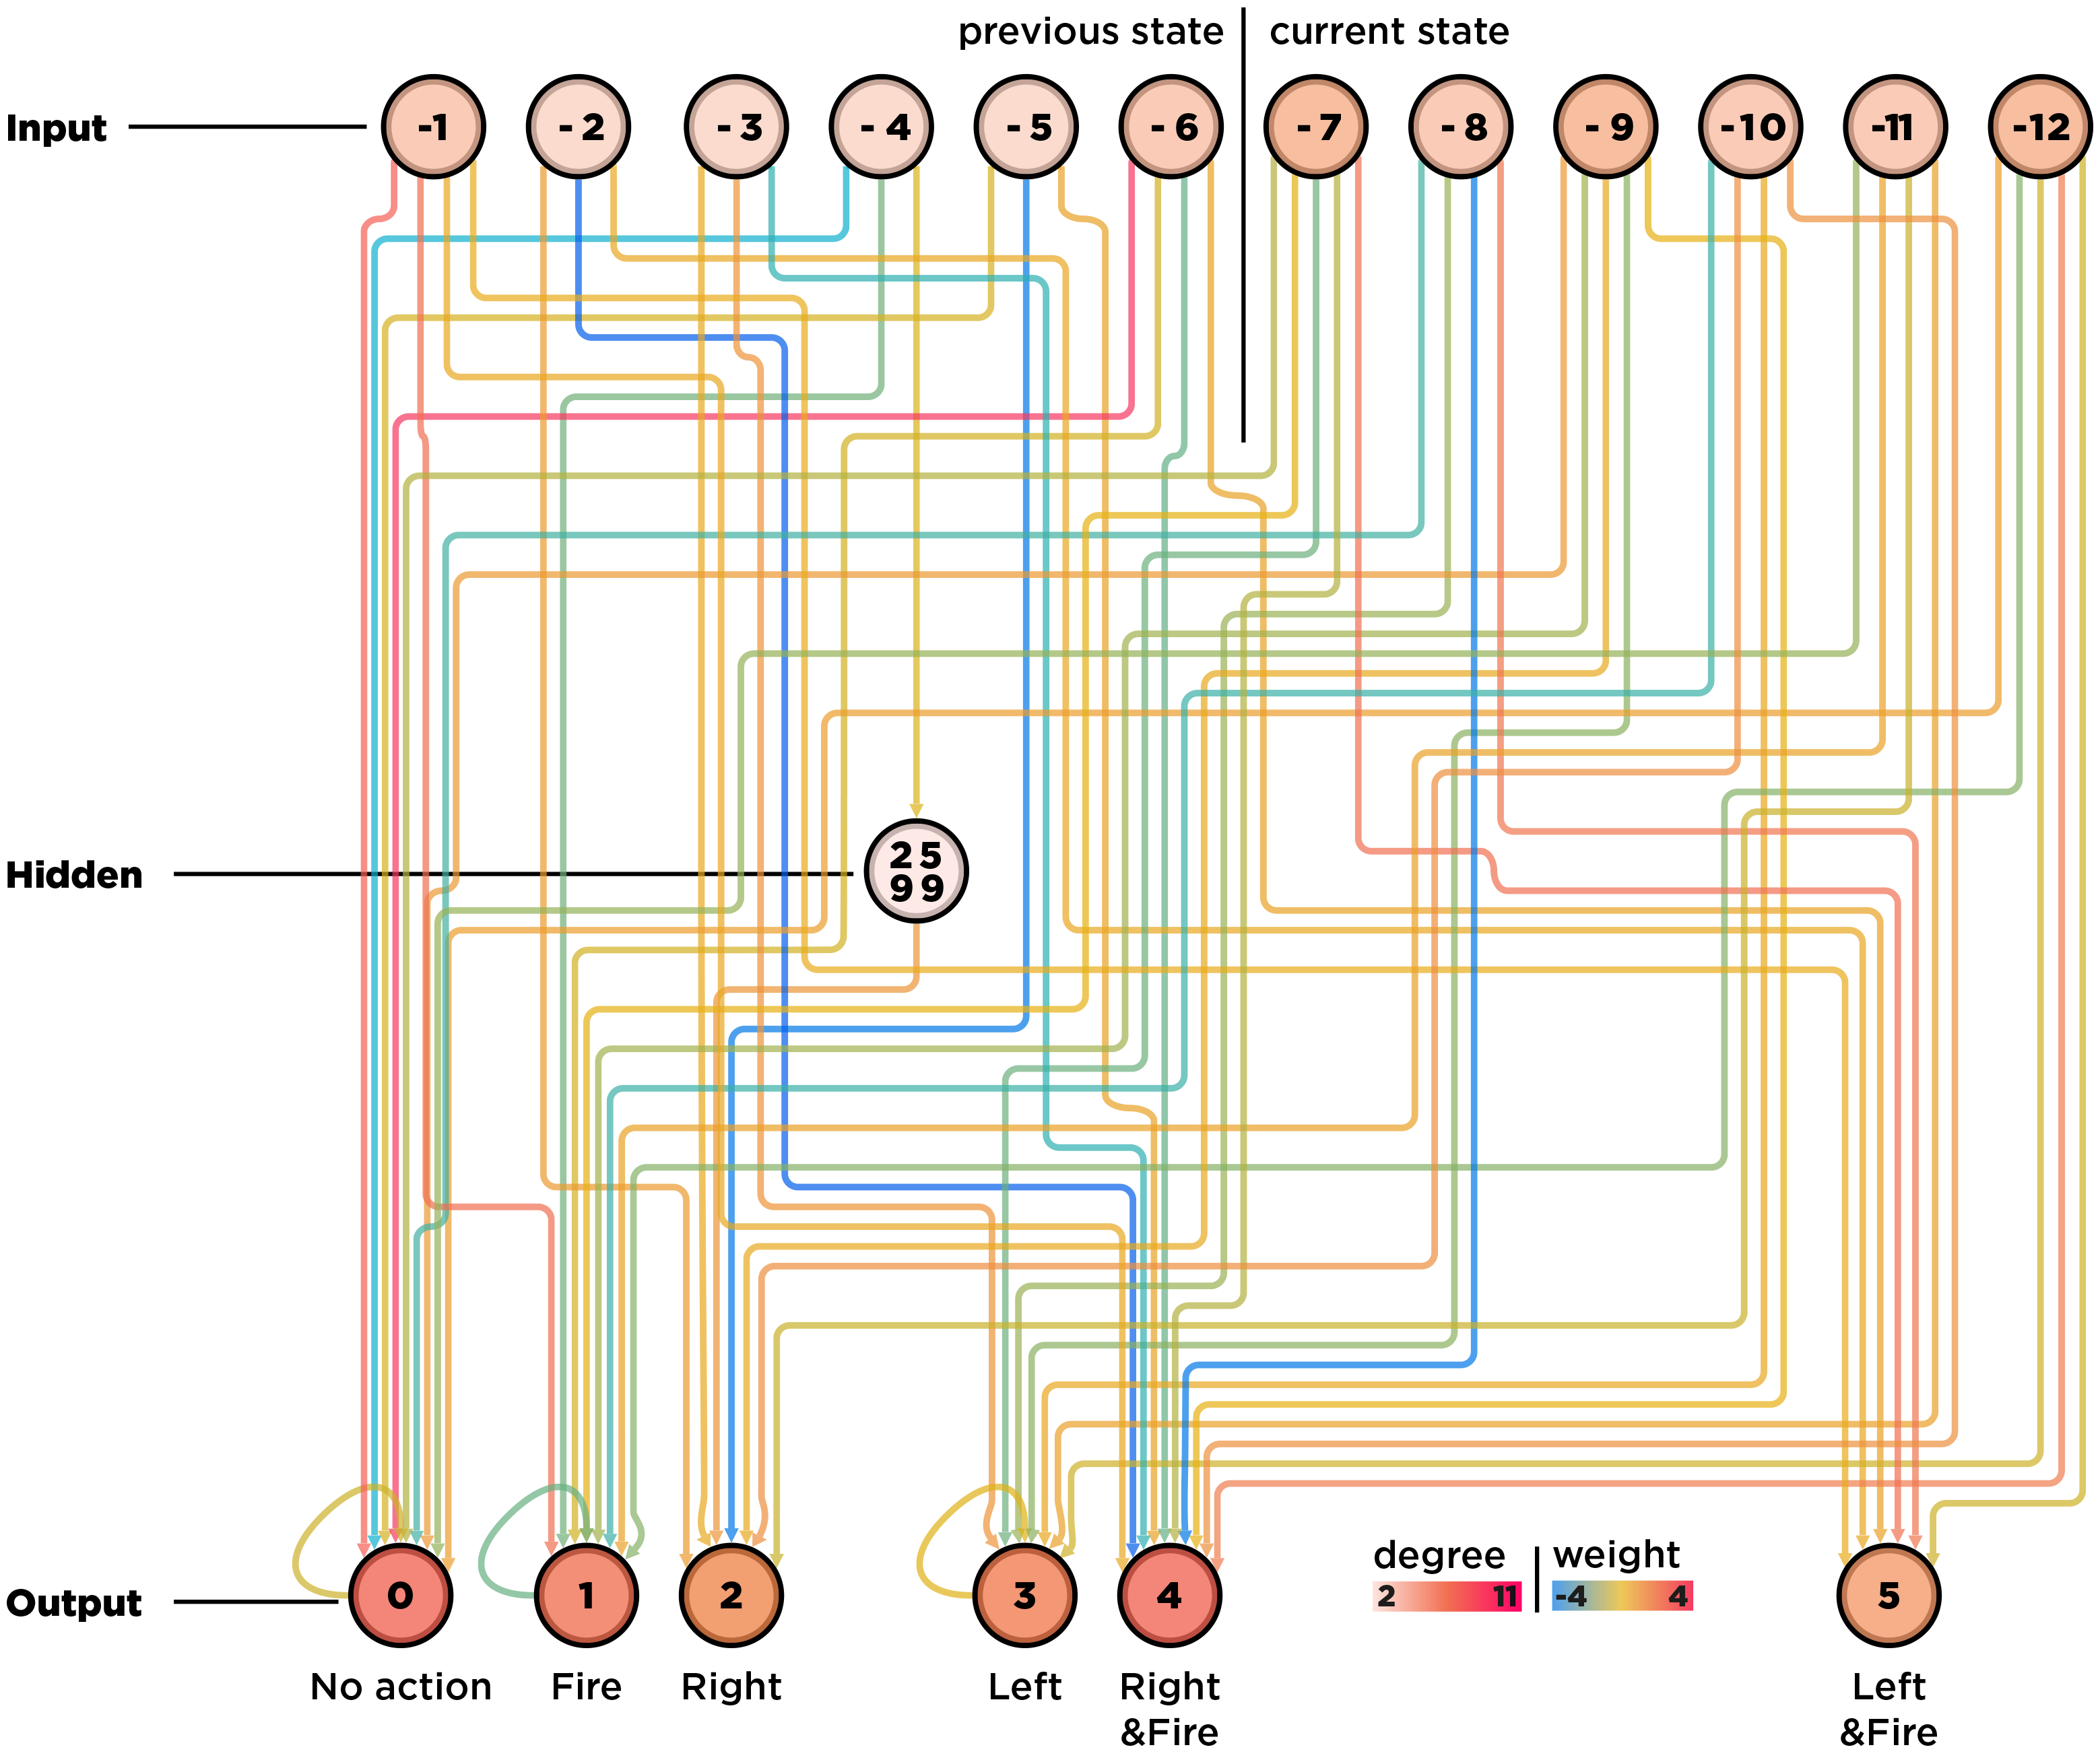 previous state | current state
Input -1 -2 -3 -4 -5 -6 -7 -8 -9 -10 -11 -12
Hidden 25
99
degree | weight
2 11 -4 4
Output 0 1 2 3 4 5
No action Fire Right Left Right Left
&Fire &Fire